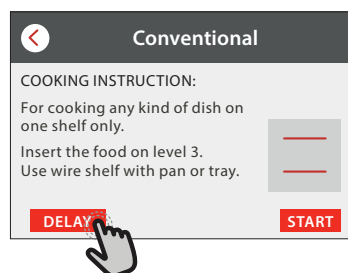 Conventional
COOKING INSTRUCTION:
For cooking any kind of dish on
one shelf only.
Insert the food on level 3.
Use wire shelf with pan or tray.
DELAY
START